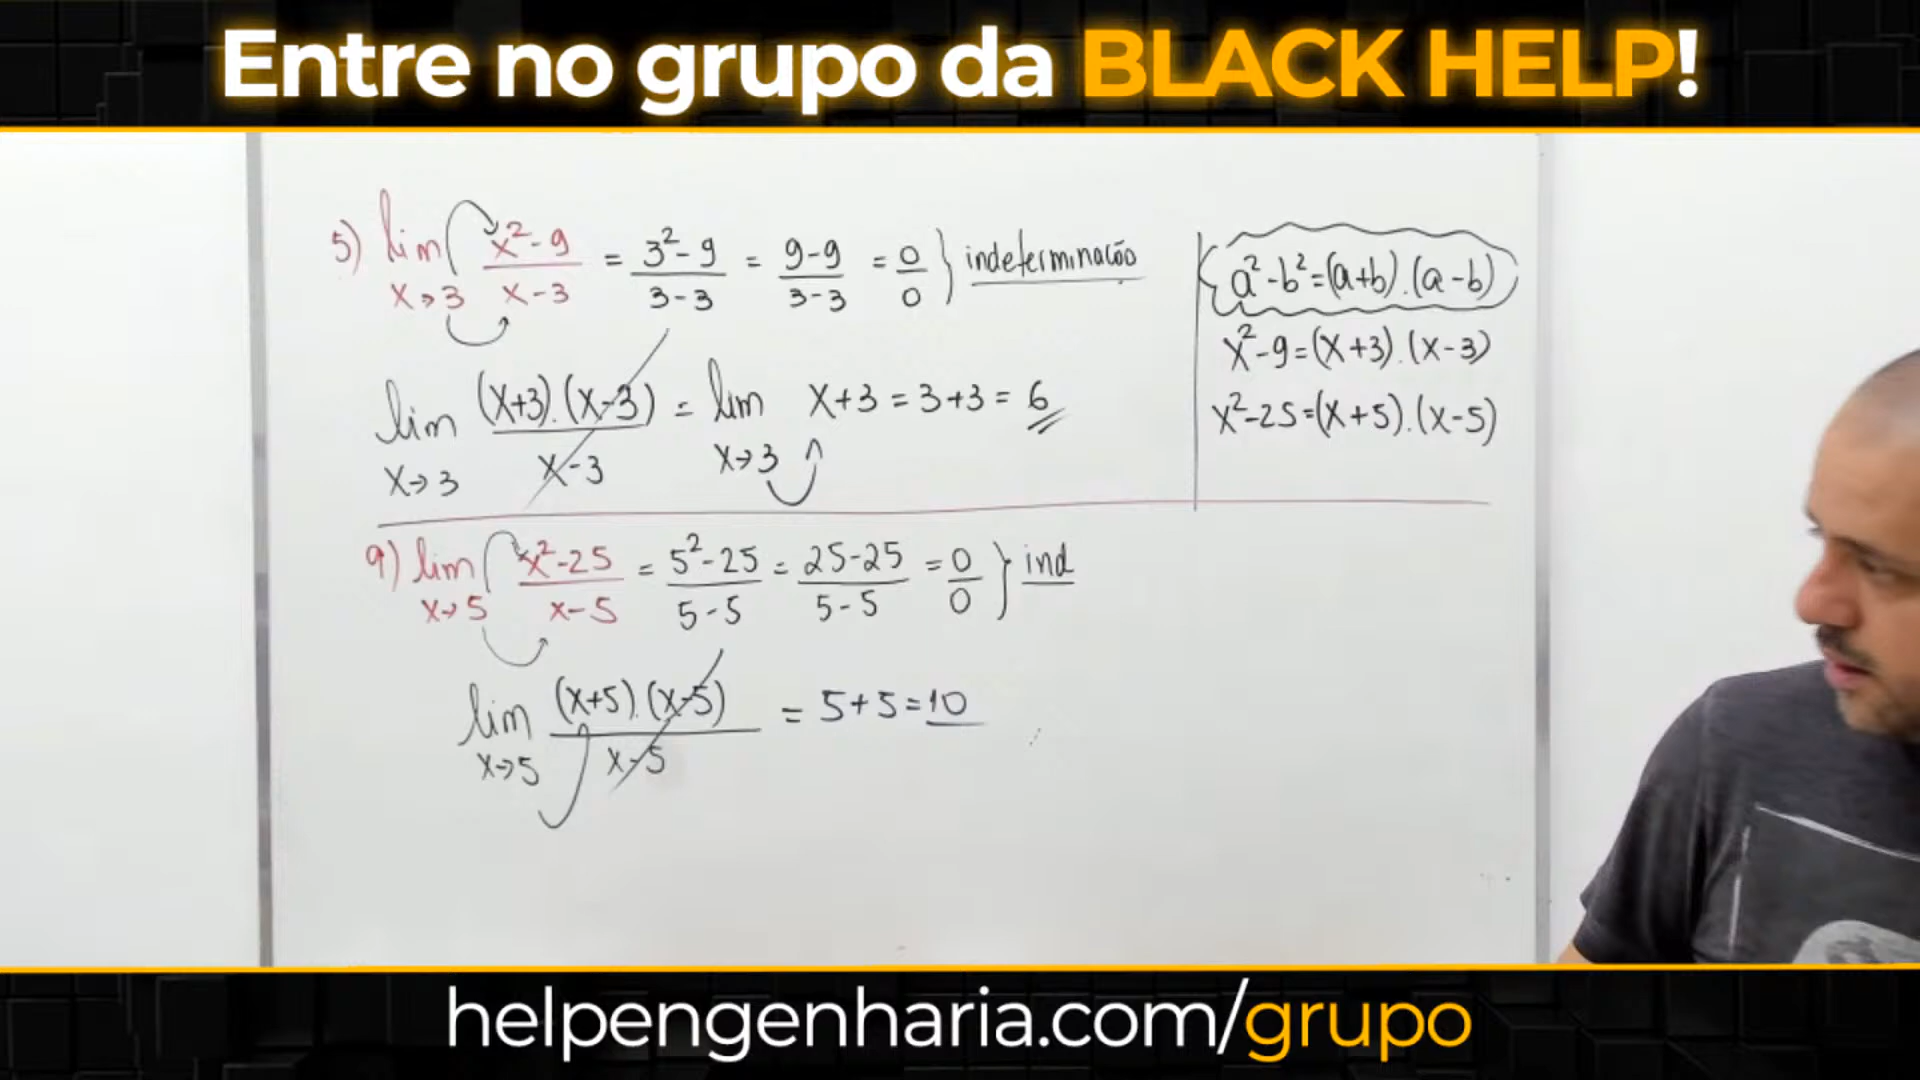 Entre no grupo da BLACK HELP!
5) lim x→3 (x²-9)/(x-3) = (3²-9)/(3-3) = (9-9)/(3-3) = 0/0 } indeterminação
lim x→3 (x+3).(x-3)/(x-3) = lim x→3 x+3 = 3+3 = 6
a²-b²=(a+b).(a-b)
x²-9=(x+3).(x-3)
x²-25=(x+5).(x-5)
9) lim x→5 (x²-25)/(x-5) = (5²-25)/(5-5) = (25-25)/(5-5) = 0/0 } ind
lim x→5 (x+5).(x-5)/(x-5) = 5+5=10
helpengenharia.com/grupo